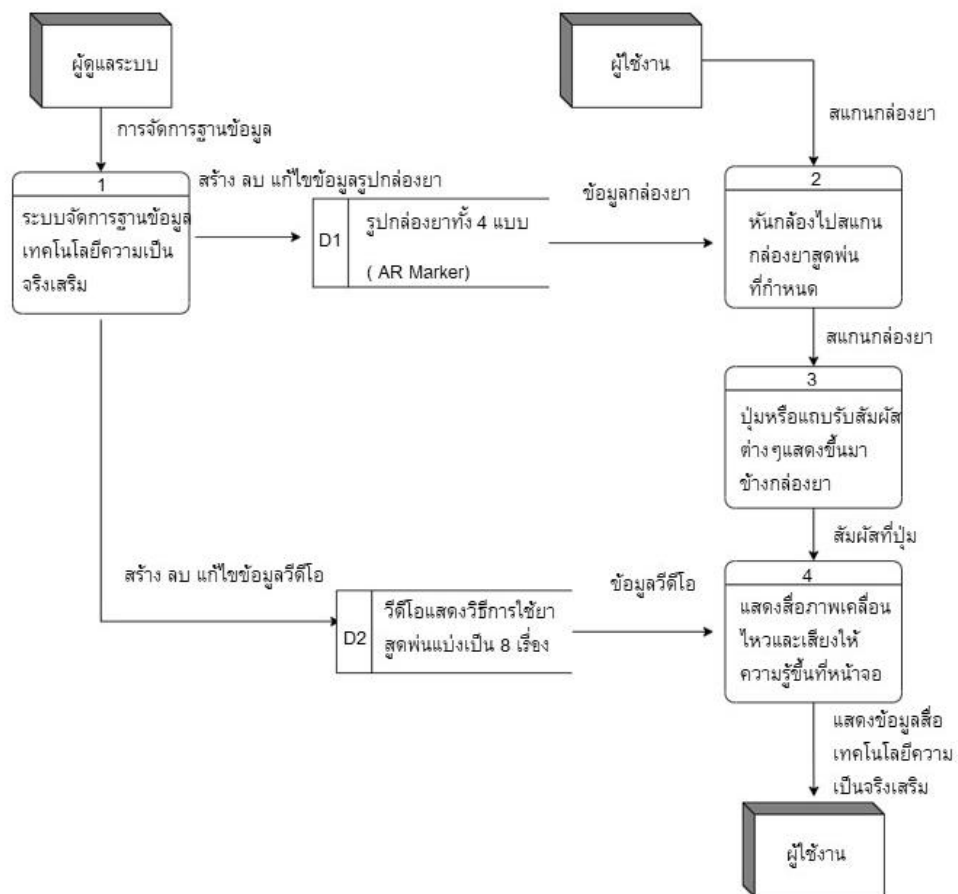 ผู้ดูแลระบบ
ผู้ใช้งาน
การจัดการฐานข้อมูล
สแกนกล่องยา
1
ระบบจัดการฐานข้อมูล
เทคโนโลยีความเป็น
จริงเสริม
สร้าง ลบ แก้ไขข้อมูลรูปกล่องยา
D1
รูปกล่องยาทั้ง 4 แบบ
( AR Marker)
ข้อมูลกล่องยา
2
หันกล้องไปสแกน
กล่องยาสูดพ่น
ที่กำหนด
สแกนกล่องยา
3
ปุ่มหรือแถบรับสัมผัส
ต่างๆแสดงขึ้นมา
ข้างกล่องยา
สัมผัสที่ปุ่ม
สร้าง ลบ แก้ไขข้อมูลวีดีโอ
D2
วีดีโอแสดงวิธีการใช้ยา
สูดพ่นแบ่งเป็น 8 เรื่อง
ข้อมูลวีดีโอ
4
แสดงสื่อภาพเคลื่อน
ไหวและเสียงให้
ความรู้ขึ้นที่หน้าจอ
แสดงข้อมูลสื่อ
เทคโนโลยีความ
เป็นจริงเสริม
ผู้ใช้งาน